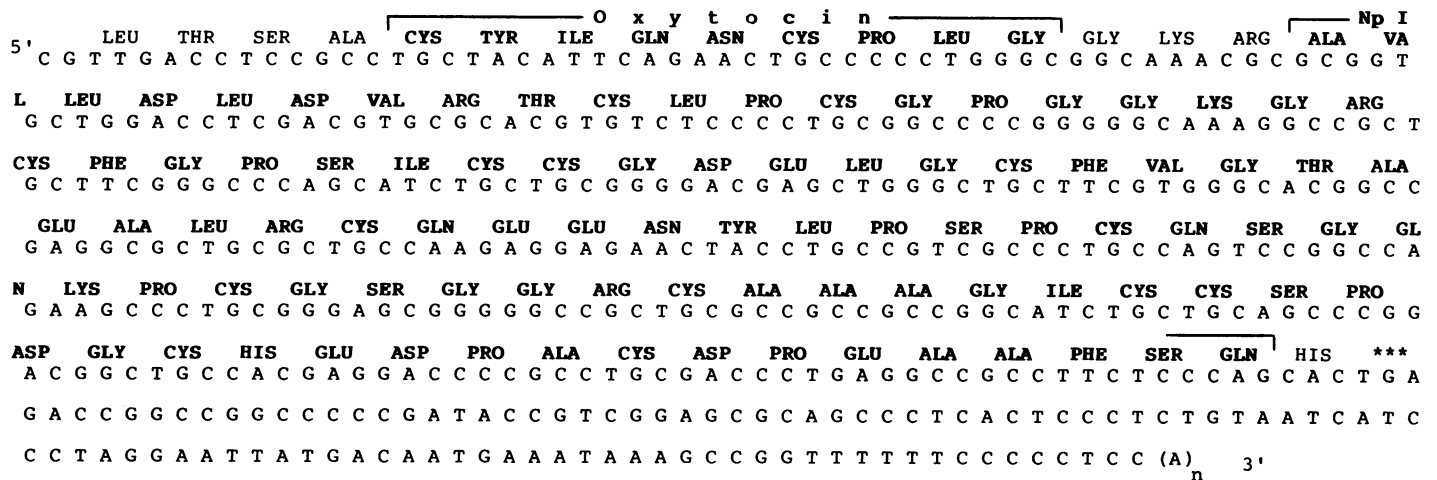 O x y t o c i n Np I
LEU THR SER ALA CYS TYR ILE GLN ASN CYS PRO LEU GLY GLY LYS ARG ALA VA
5' C G T T G A C C T C C G C C T G C T A C A T T C A G A A C T G C C C C C T G G G C G G C A A A C G C G C G G T
L LEU ASP LEU ASP VAL ARG THR CYS LEU PRO CYS GLY PRO GLY GLY LYS GLY ARG
G C T G G A C C T C G A C G T G C G C A C G T G T C T C C C C T G C G G C C C C G G G G G C A A A G G C C G C T
CYS PHE GLY PRO SER ILE CYS CYS GLY ASP GLU LEU GLY CYS PHE VAL GLY THR ALA
G C T T C G G G C C C A G C A T C T G C T G C G G G G A C G A G C T G G G C T G C T T C G T G G G C A C G G C C
GLU ALA LEU ARG CYS GLN GLU GLU ASN TYR LEU PRO SER PRO CYS GLN SER GLY GL
G A G G C G C T G C G C T G C C A A G A G G A G A A C T A C C T G C C G T C G C C C T G C C A G T C C G G C C A
N LYS PRO CYS GLY SER GLY GLY ARG CYS ALA ALA ALA GLY ILE CYS CYS SER PRO
G A A G C C C T G C G G G A G C G G G G G C C G C T G C G C C G C C G C C G G C A T C T G C T G C A G C C C G G
ASP GLY CYS HIS GLU ASP PRO ALA CYS ASP PRO GLU ALA ALA PHE SER GLN HIS ***
A C G G C T G C C A C G A G G A C C C C G C C T G C G A C C C T G A G G C C G C C T T C T C C C A G C A C T G A
G A C C G G C C G G C C C C C G A T A C C G T C G G A G C G C A G C C C T C A C T C C C T C T G T A A T C A T C
C C T A G G A A T T A T G A C A A T G A A A T A A A G C C G G T T T T T T C C C C C T C C (A)n 3'